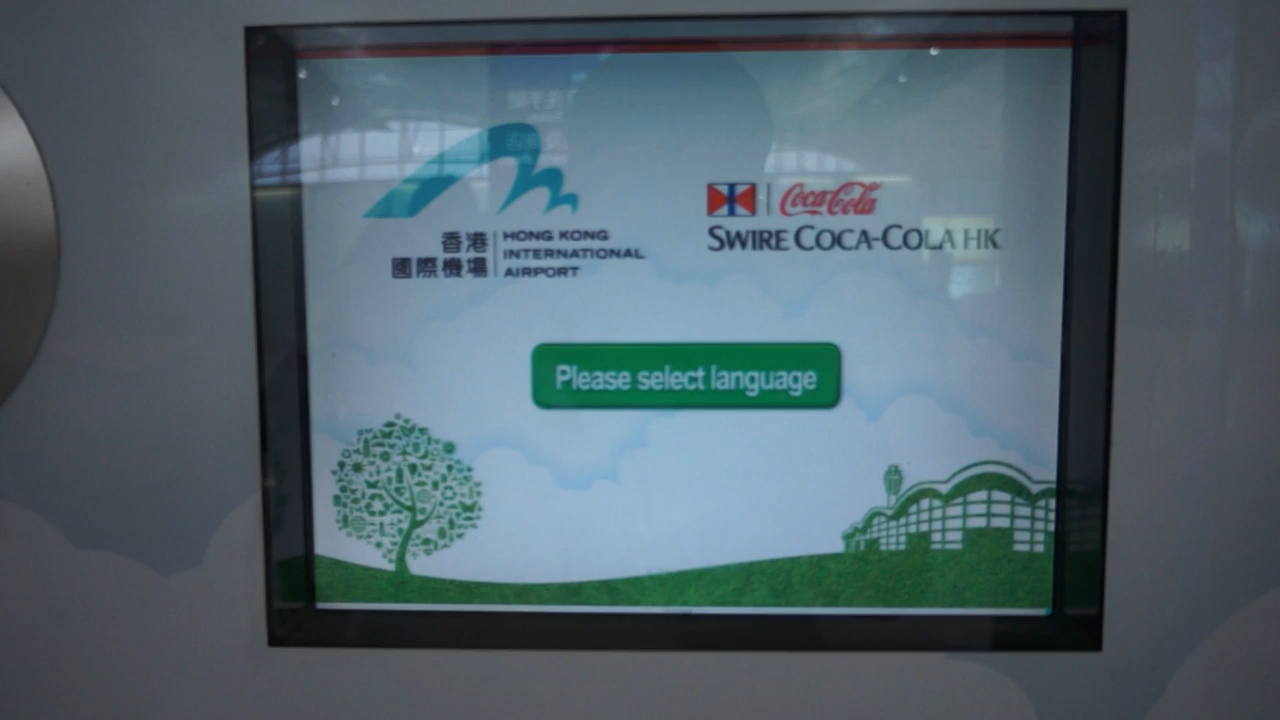 香港
國際機場
HONG KONG
INTERNATIONAL
AIRPORT
Coca-Cola
SWIRE COCA-COLA HK
Please select language